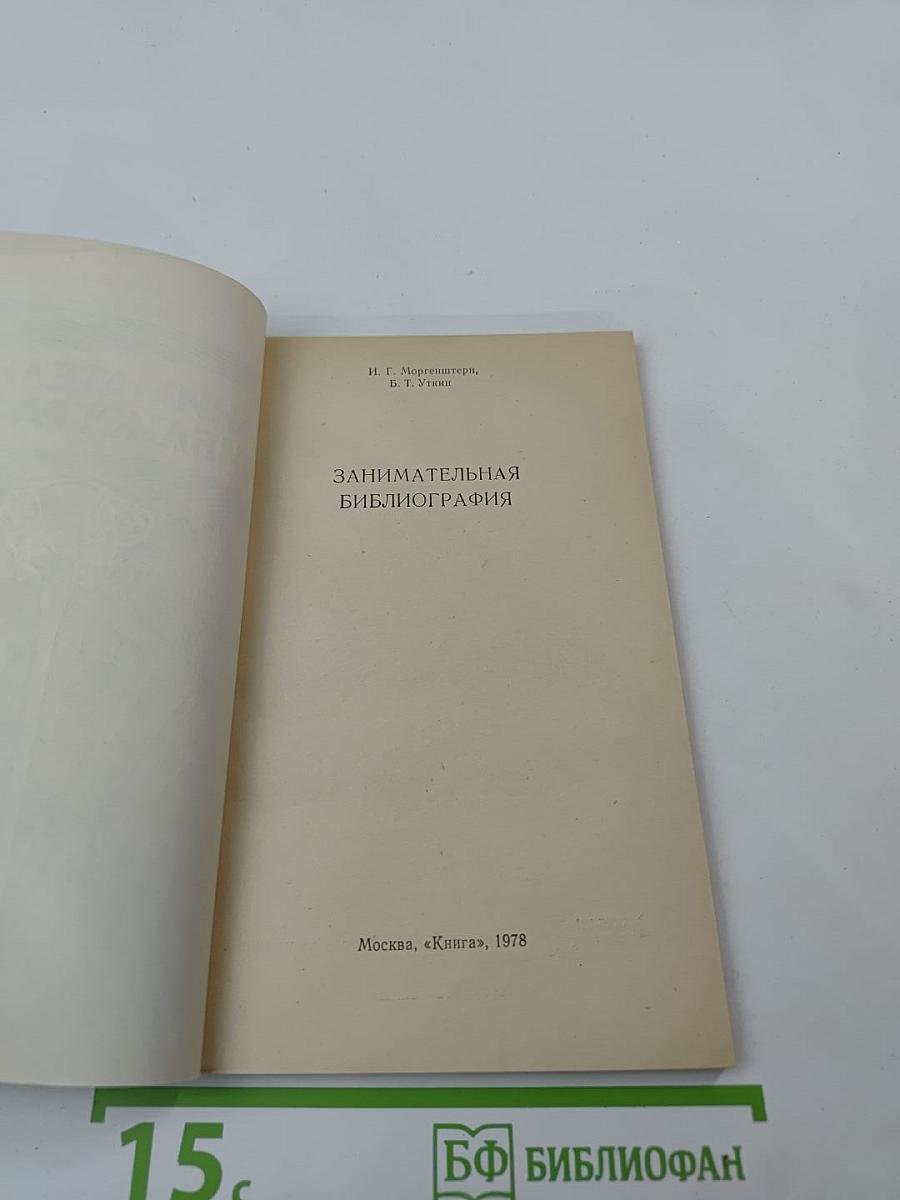 И. Г. Моргенштерн,
Б. Т. Уткин
ЗАНИМАТЕЛЬНАЯ
БИБЛИОГРАФИЯ
Москва, «Книга», 1978
15 с
БФ БИБЛИОФАН